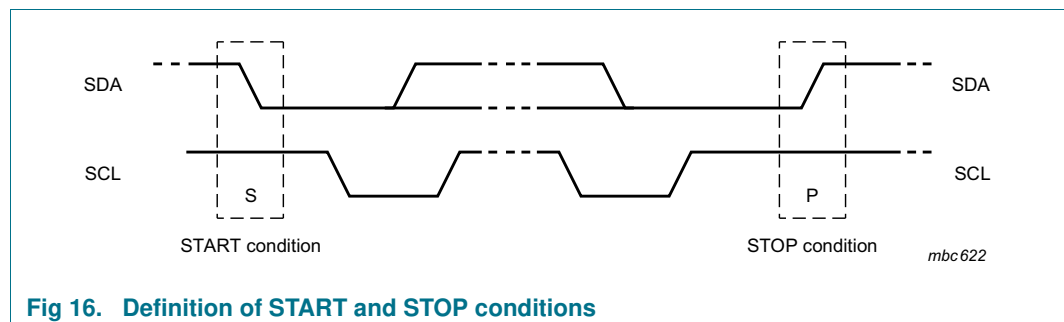 SDA
SDA
SCL
SCL
S
P
START condition
STOP condition
mbc622
Fig 16. Definition of START and STOP conditions